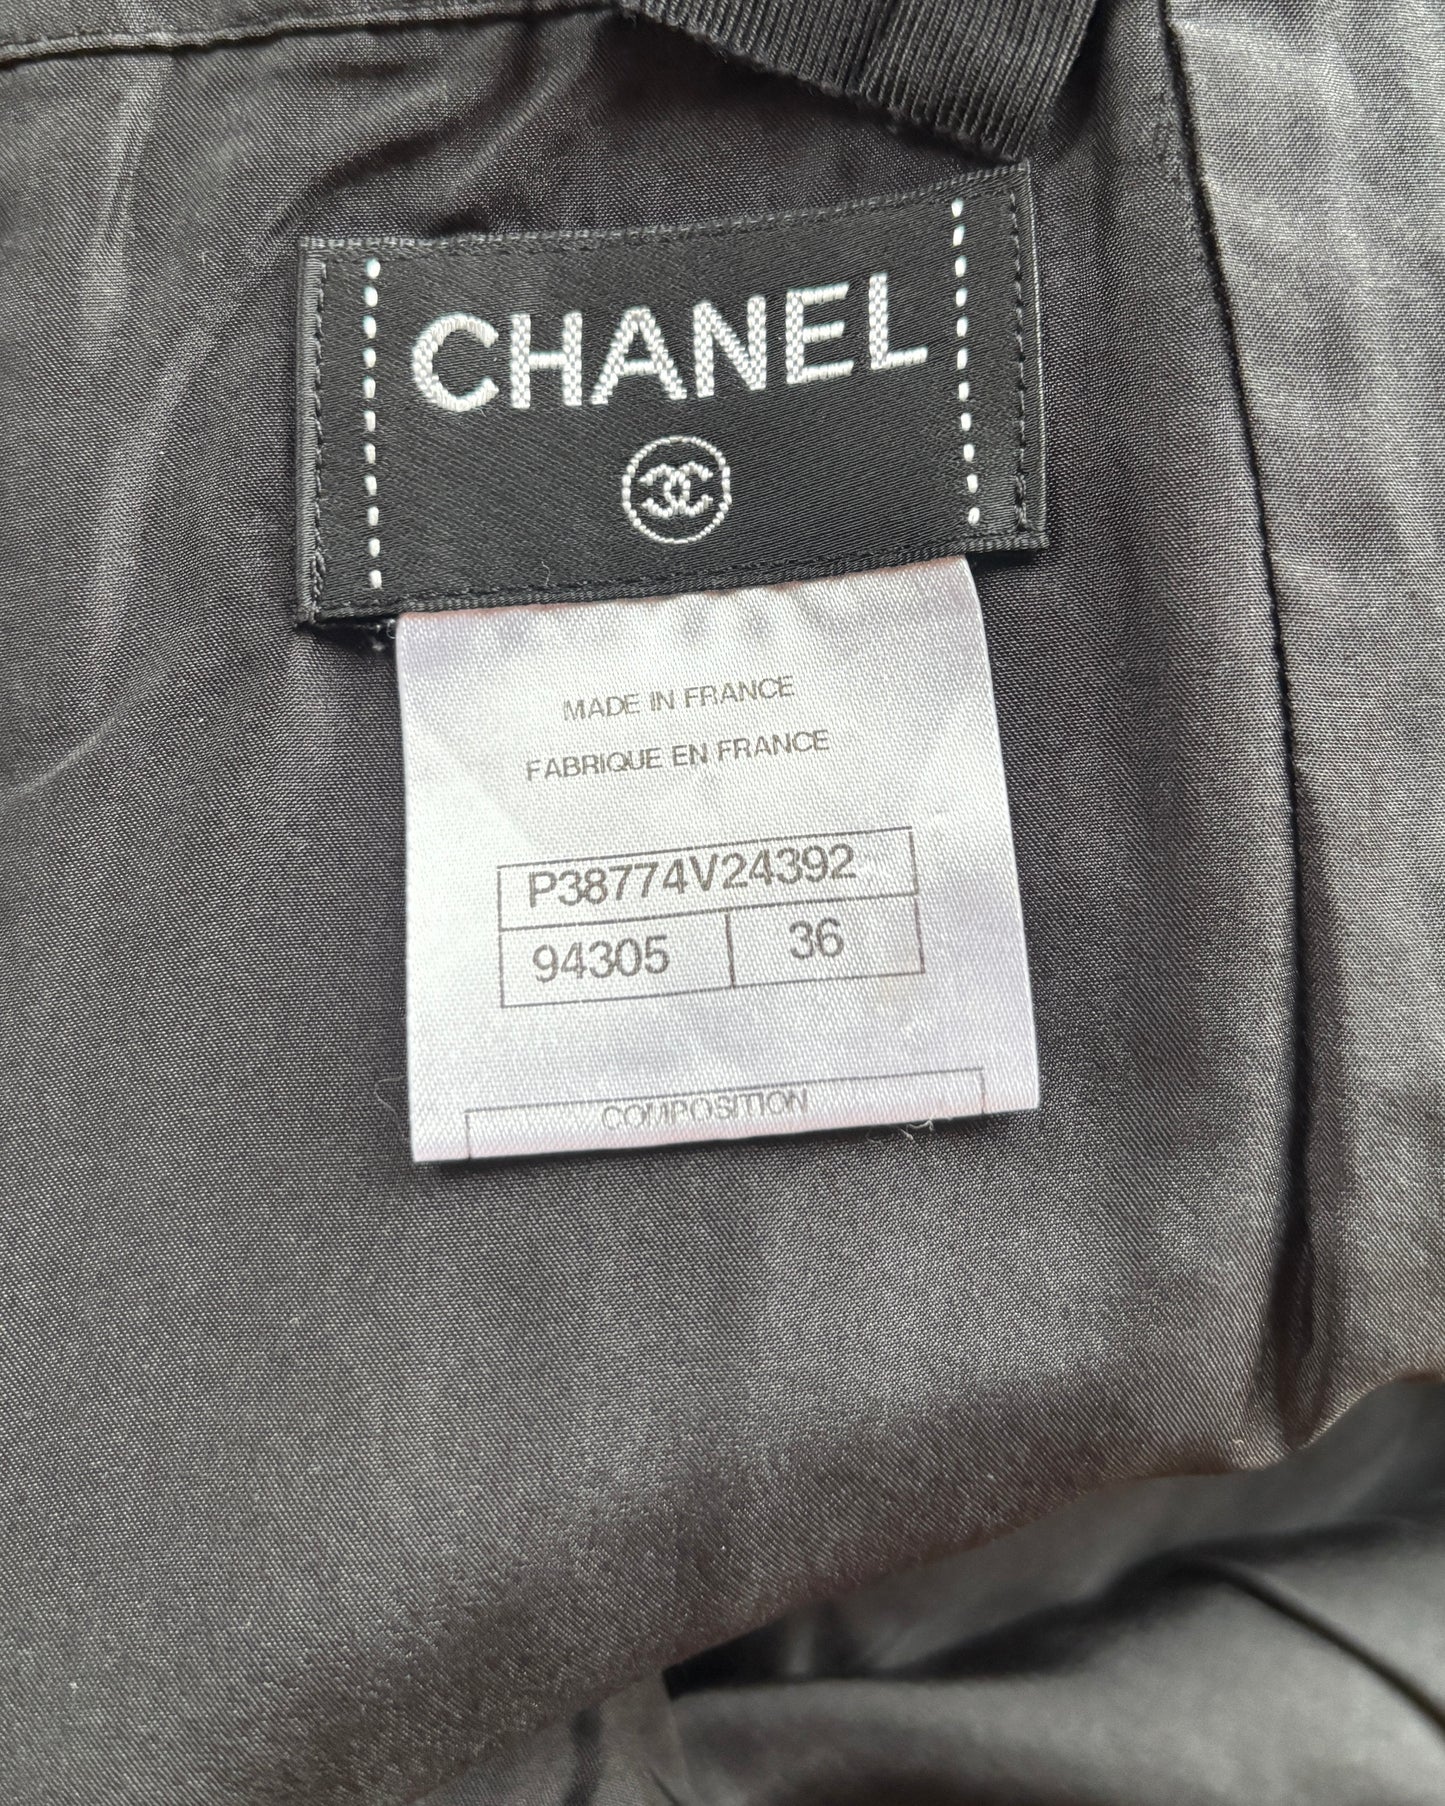 CHANEL
MADE IN FRANCE
FABRIQUE EN FRANCE
P38774V24392
94305 36
COMPOSITION